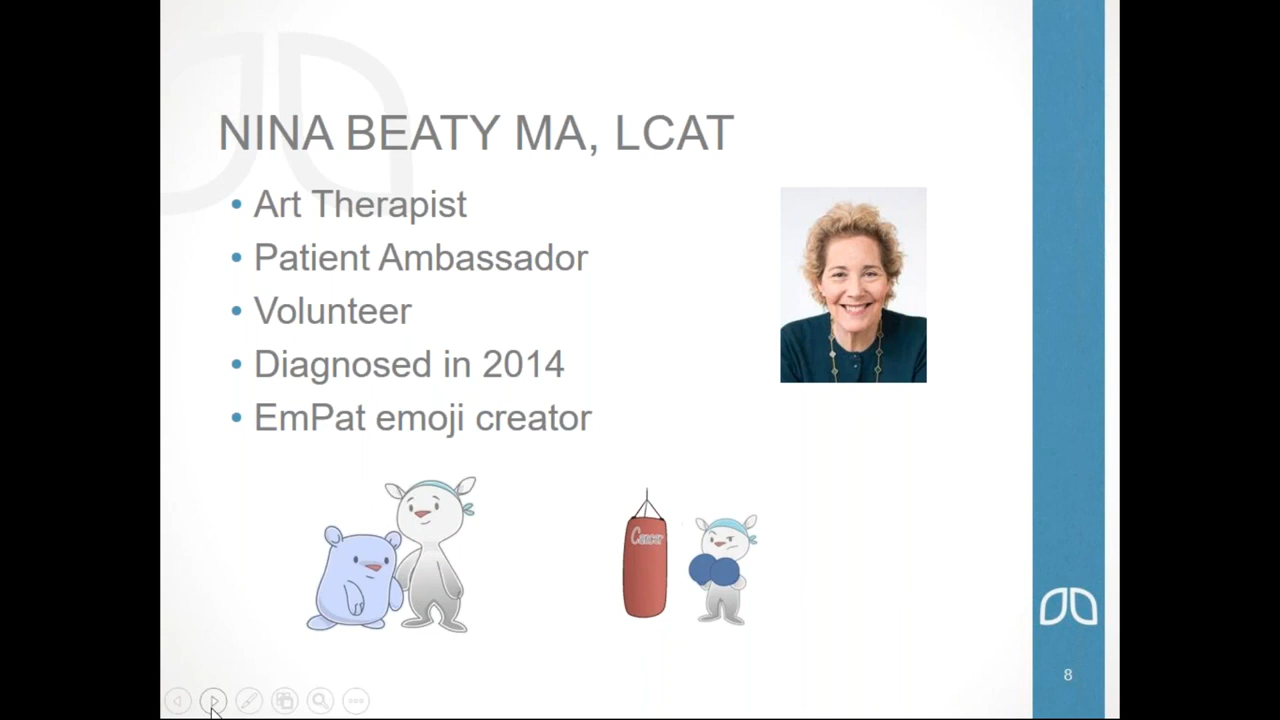 NINA BEATY MA, LCAT
• Art Therapist
• Patient Ambassador
• Volunteer
• Diagnosed in 2014
• EmPat emoji creator
Cancer
8